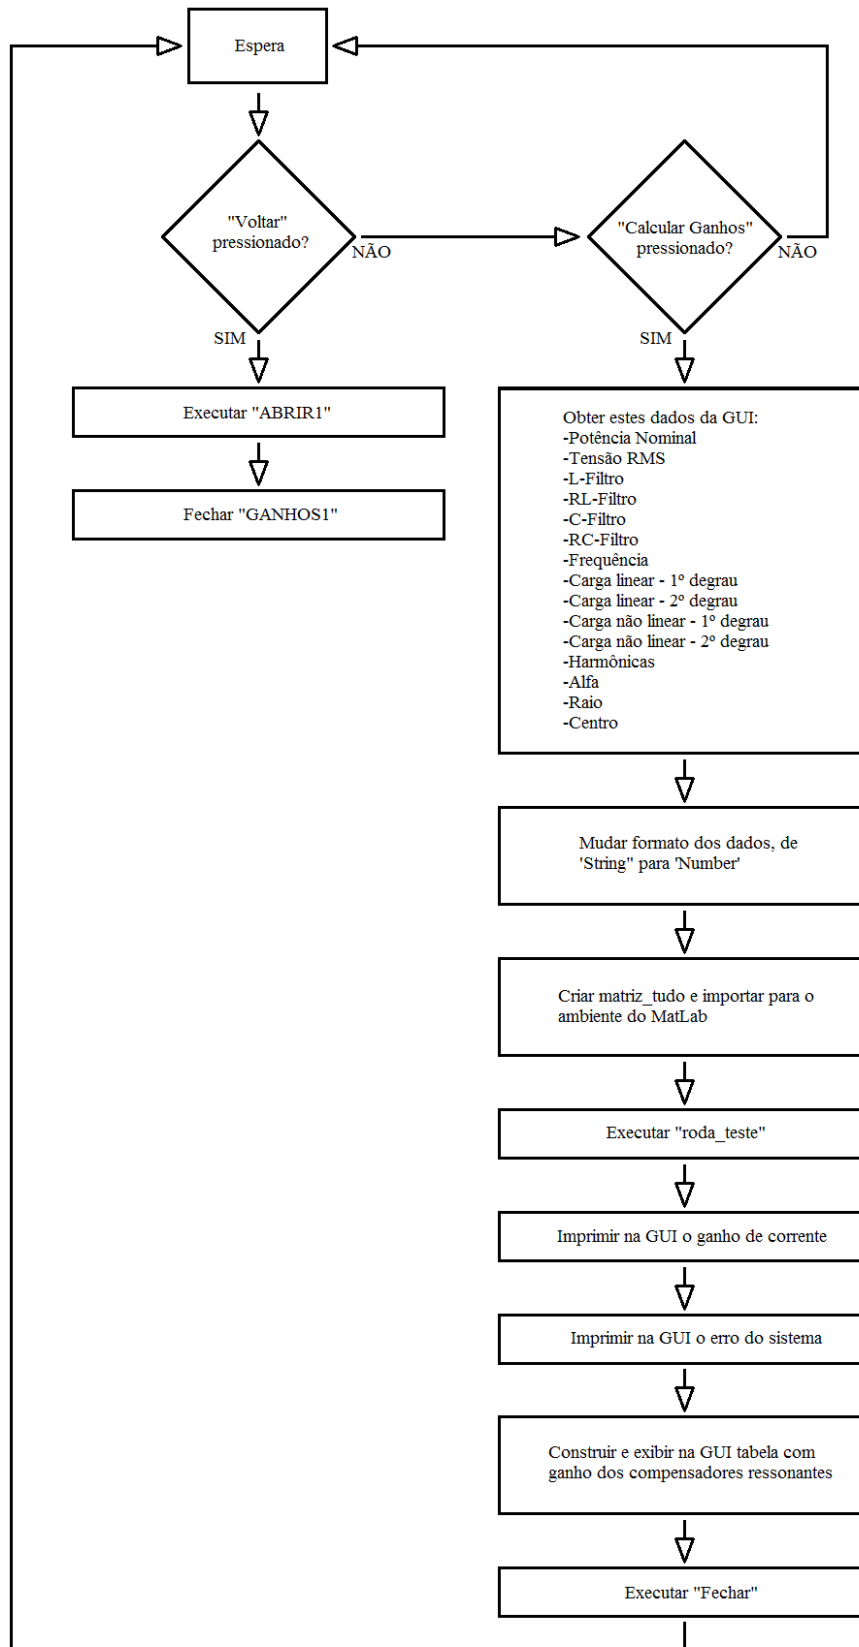 Espera
"Voltar"
pressionado?
NÃO
"Calcular Ganhos"
pressionado?
NÃO
SIM
SIM
Executar "ABRIR1"
Fechar "GANHOS1"
Obter estes dados da GUI:
-Potência Nominal
-Tensão RMS
-L-Filtro
-RL-Filtro
-C-Filtro
-RC-Filtro
-Frequência
-Carga linear - 1º degrau
-Carga linear - 2º degrau
-Carga não linear - 1º degrau
-Carga não linear - 2º degrau
-Harmônicas
-Alfa
-Raio
-Centro
Mudar formato dos dados, de
'String" para 'Number'
Criar matriz_tudo e importar para o
ambiente do MatLab
Executar "roda_teste"
Imprimir na GUI o ganho de corrente
Imprimir na GUI o erro do sistema
Construir e exibir na GUI tabela com
ganho dos compensadores ressonantes
Executar "Fechar"